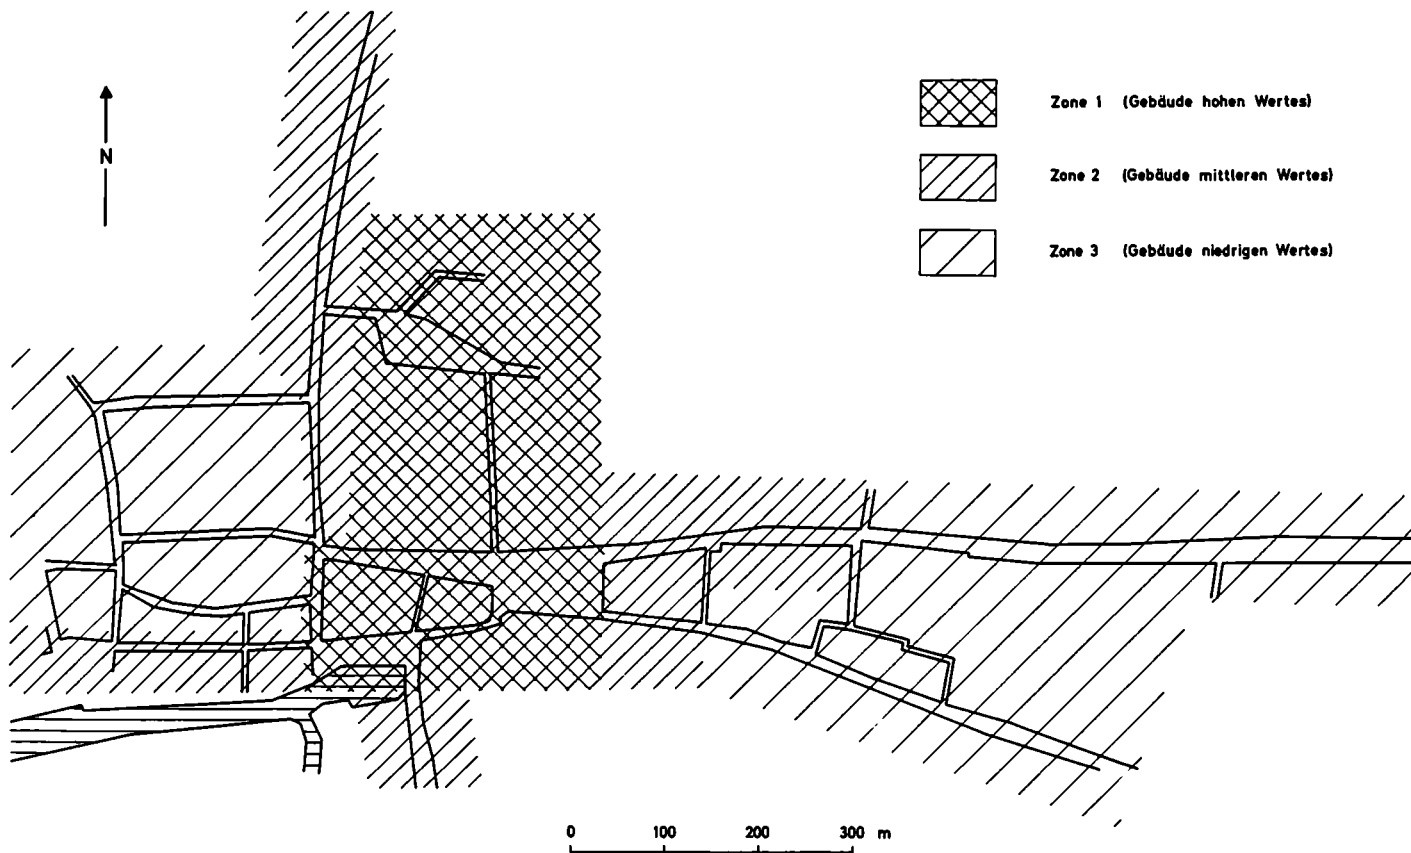 N
Zone 1 (Gebäude hohen Wertes)
Zone 2 (Gebäude mittleren Wertes)
Zone 3 (Gebäude niedrigen Wertes)
0 100 200 300 m